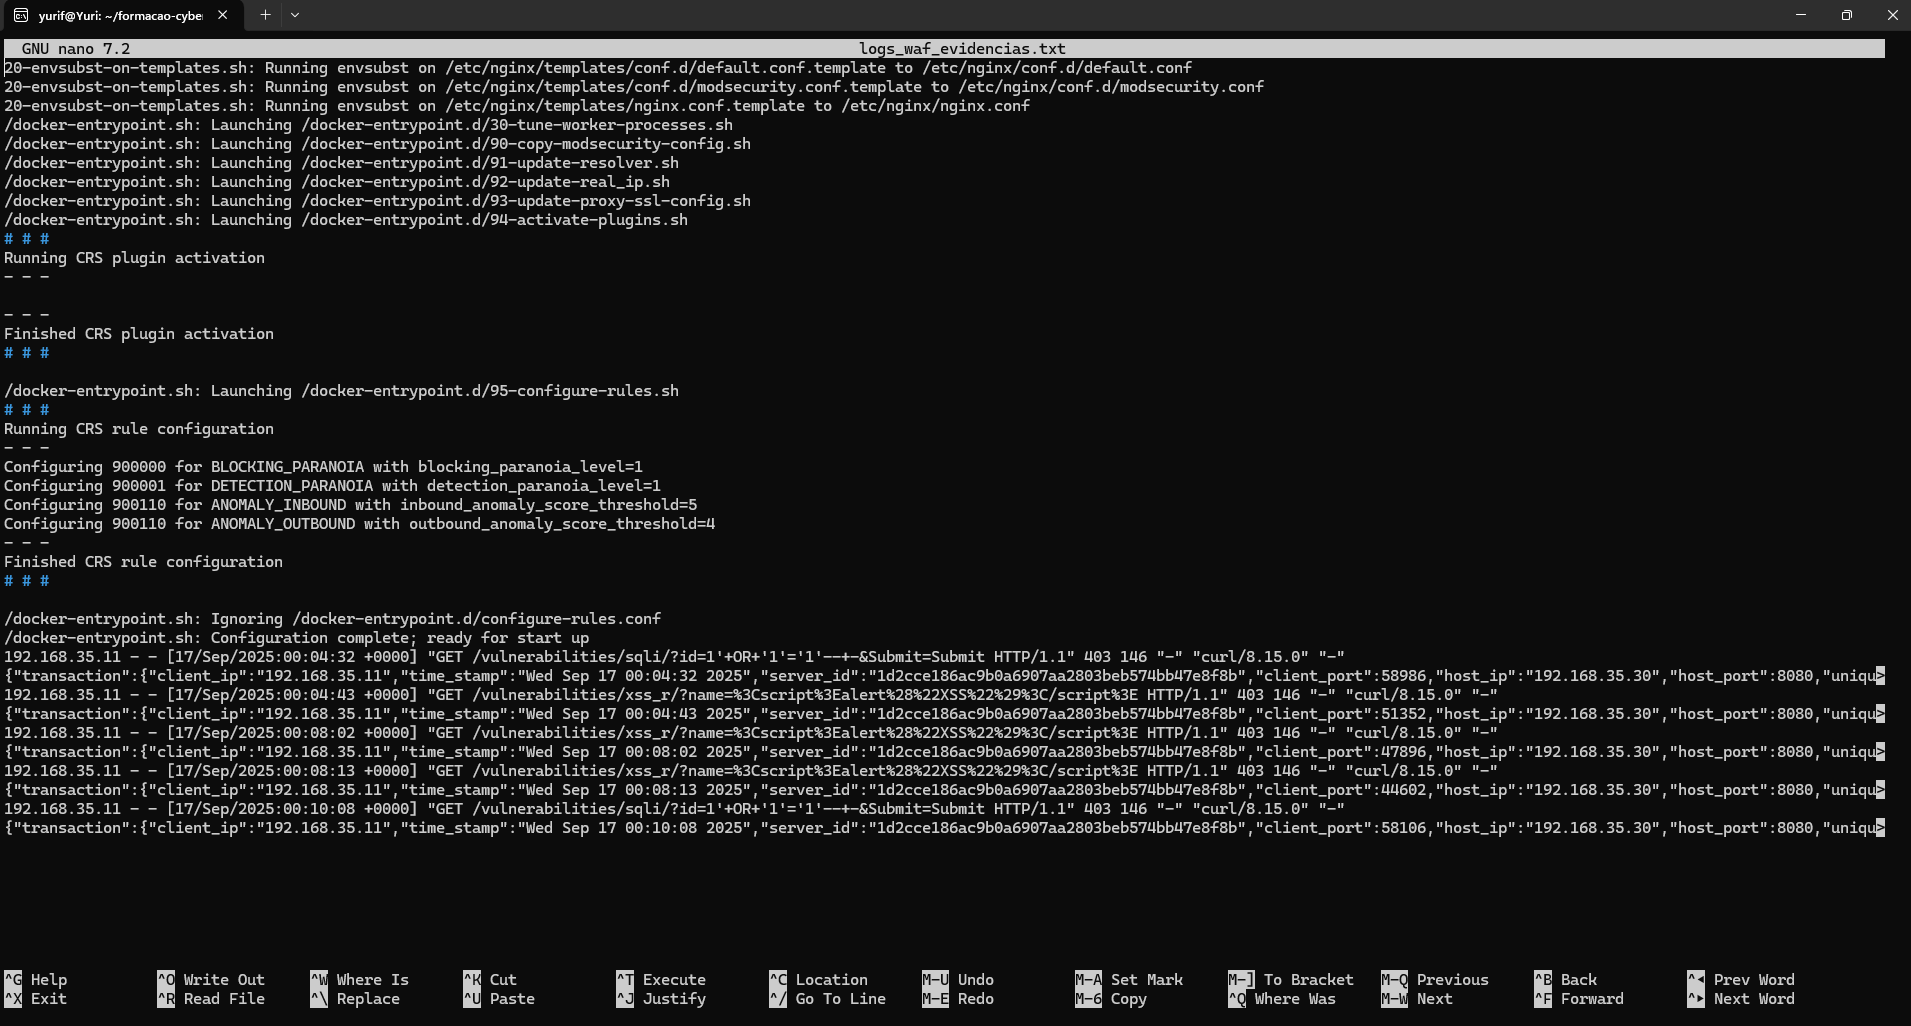 yurif@Yuri: ~/formacao-cybe
GNU nano 7.2 logs_waf_evidencias.txt
20-envsubst-on-templates.sh: Running envsubst on /etc/nginx/templates/conf.d/default.conf.template to /etc/nginx/conf.d/default.conf
20-envsubst-on-templates.sh: Running envsubst on /etc/nginx/templates/conf.d/modsecurity.conf.template to /etc/nginx/conf.d/modsecurity.conf
20-envsubst-on-templates.sh: Running envsubst on /etc/nginx/templates/nginx.conf.template to /etc/nginx/nginx.conf
/docker-entrypoint.sh: Launching /docker-entrypoint.d/30-tune-worker-processes.sh
/docker-entrypoint.sh: Launching /docker-entrypoint.d/90-copy-modsecurity-config.sh
/docker-entrypoint.sh: Launching /docker-entrypoint.d/91-update-resolver.sh
/docker-entrypoint.sh: Launching /docker-entrypoint.d/92-update-real_ip.sh
/docker-entrypoint.sh: Launching /docker-entrypoint.d/93-update-proxy-ssl-config.sh
/docker-entrypoint.sh: Launching /docker-entrypoint.d/94-activate-plugins.sh
# # #
Running CRS plugin activation
- - -
- - -
Finished CRS plugin activation
# # #
/docker-entrypoint.sh: Launching /docker-entrypoint.d/95-configure-rules.sh
# # #
Running CRS rule configuration
- - -
Configuring 900000 for BLOCKING_PARANOIA with blocking_paranoia_level=1
Configuring 900001 for DETECTION_PARANOIA with detection_paranoia_level=1
Configuring 900110 for ANOMALY_INBOUND with inbound_anomaly_score_threshold=5
Configuring 900110 for ANOMALY_OUTBOUND with outbound_anomaly_score_threshold=4
- - -
Finished CRS rule configuration
# # #
/docker-entrypoint.sh: Ignoring /docker-entrypoint.d/configure-rules.conf
/docker-entrypoint.sh: Configuration complete; ready for start up
192.168.35.11 - - [17/Sep/2025:00:04:32 +0000] "GET /vulnerabilities/sqli/?id=1'+OR+'1'='1'--+-&Submit=Submit HTTP/1.1" 403 146 "-" "curl/8.15.0" "-"
{"transaction":{"client_ip":"192.168.35.11","time_stamp":"Wed Sep 17 00:04:32 2025","server_id":"1d2cce186ac9b0a6907aa2803beb574bb47e8f8b","client_port":58986,"host_ip":"192.168.35.30","host_port":8080,"uniqu>
192.168.35.11 - - [17/Sep/2025:00:04:43 +0000] "GET /vulnerabilities/xss_r/?name=%3Cscript%3Ealert%28%22XSS%22%29%3C/script%3E HTTP/1.1" 403 146 "-" "curl/8.15.0" "-"
{"transaction":{"client_ip":"192.168.35.11","time_stamp":"Wed Sep 17 00:04:43 2025","server_id":"1d2cce186ac9b0a6907aa2803beb574bb47e8f8b","client_port":51352,"host_ip":"192.168.35.30","host_port":8080,"uniqu>
192.168.35.11 - - [17/Sep/2025:00:08:02 +0000] "GET /vulnerabilities/xss_r/?name=%3Cscript%3Ealert%28%22XSS%22%29%3C/script%3E HTTP/1.1" 403 146 "-" "curl/8.15.0" "-"
{"transaction":{"client_ip":"192.168.35.11","time_stamp":"Wed Sep 17 00:08:02 2025","server_id":"1d2cce186ac9b0a6907aa2803beb574bb47e8f8b","client_port":47896,"host_ip":"192.168.35.30","host_port":8080,"uniqu>
192.168.35.11 - - [17/Sep/2025:00:08:13 +0000] "GET /vulnerabilities/xss_r/?name=%3Cscript%3Ealert%28%22XSS%22%29%3C/script%3E HTTP/1.1" 403 146 "-" "curl/8.15.0" "-"
{"transaction":{"client_ip":"192.168.35.11","time_stamp":"Wed Sep 17 00:08:13 2025","server_id":"1d2cce186ac9b0a6907aa2803beb574bb47e8f8b","client_port":44602,"host_ip":"192.168.35.30","host_port":8080,"uniqu>
192.168.35.11 - - [17/Sep/2025:00:10:08 +0000] "GET /vulnerabilities/sqli/?id=1'+OR+'1'='1'--+-&Submit=Submit HTTP/1.1" 403 146 "-" "curl/8.15.0" "-"
{"transaction":{"client_ip":"192.168.35.11","time_stamp":"Wed Sep 17 00:10:08 2025","server_id":"1d2cce186ac9b0a6907aa2803beb574bb47e8f8b","client_port":58106,"host_ip":"192.168.35.30","host_port":8080,"uniqu>
^G Help ^O Write Out ^W Where Is ^K Cut ^T Execute ^C Location M-U Undo M-A Set Mark M-] To Bracket M-Q Previous ^B Back ^◂ Prev Word
^X Exit ^R Read File ^\ Replace ^U Paste ^J Justify ^/ Go To Line M-E Redo M-6 Copy ^Q Where Was M-W Next ^F Forward ^▸ Next Word